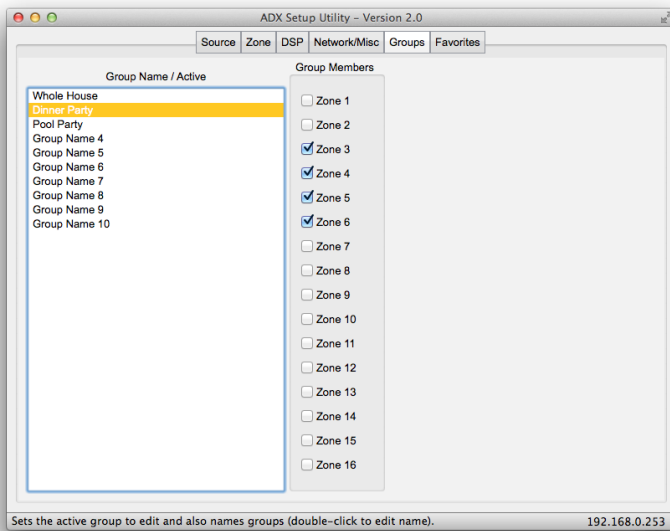 ADX Setup Utility – Version 2.0
Source Zone DSP Network/Misc Groups Favorites
Group Name / Active
Whole House
Dinner Party
Pool Party
Group Name 4
Group Name 5
Group Name 6
Group Name 7
Group Name 8
Group Name 9
Group Name 10
Group Members
Zone 1
Zone 2
Zone 3
Zone 4
Zone 5
Zone 6
Zone 7
Zone 8
Zone 9
Zone 10
Zone 11
Zone 12
Zone 13
Zone 14
Zone 15
Zone 16
Sets the active group to edit and also names groups (double-click to edit name). 192.168.0.253